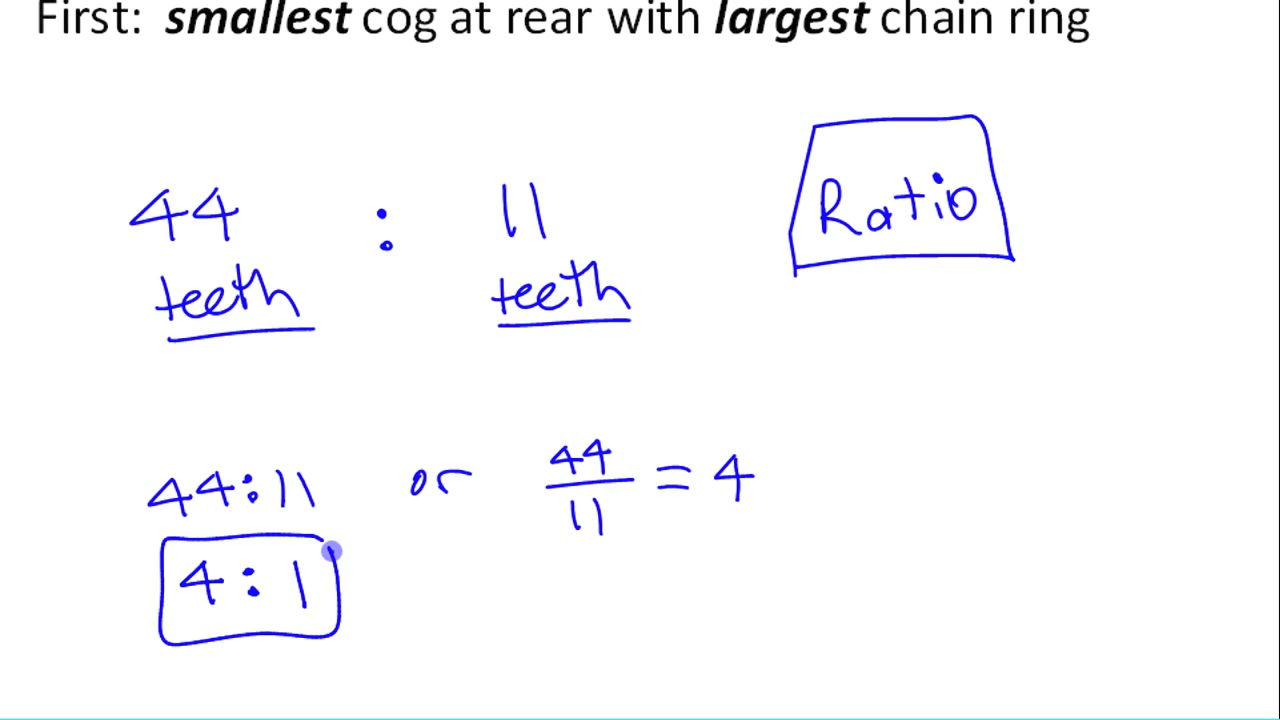 First: smallest cog at rear with largest chain ring
44 : 11 Ratio
teeth teeth
44:11 or 44/11 = 4
4:1